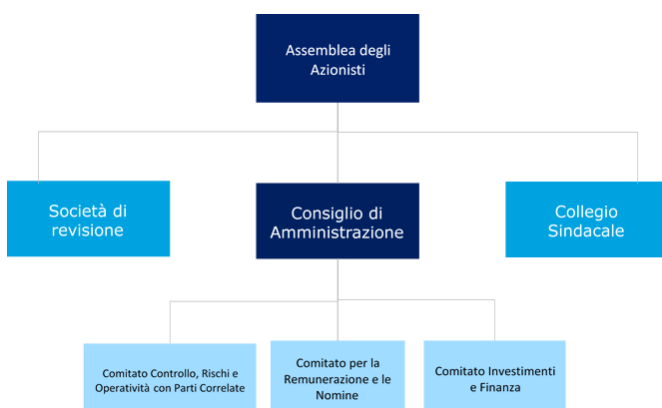 Assemblea degli
Azionisti
Società di
revisione
Consiglio di
Amministrazione
Collegio
Sindacale
Comitato Controllo, Rischi e
Operatività con Parti Correlate
Comitato per la
Remunerazione e le
Nomine
Comitato Investimenti
e Finanza